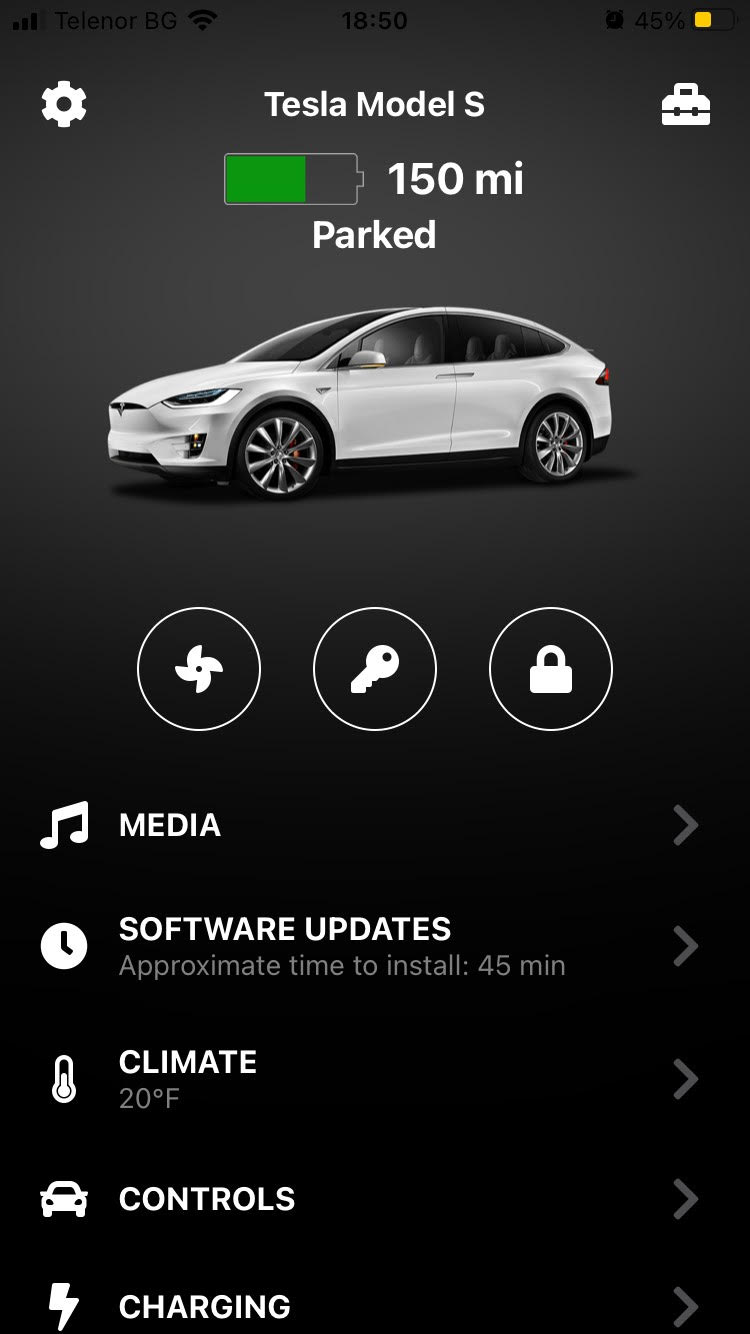 Telenor BG 18:50 45%
Tesla Model S
150 mi
Parked
MEDIA
SOFTWARE UPDATES
Approximate time to install: 45 min
CLIMATE
20°F
CONTROLS
CHARGING